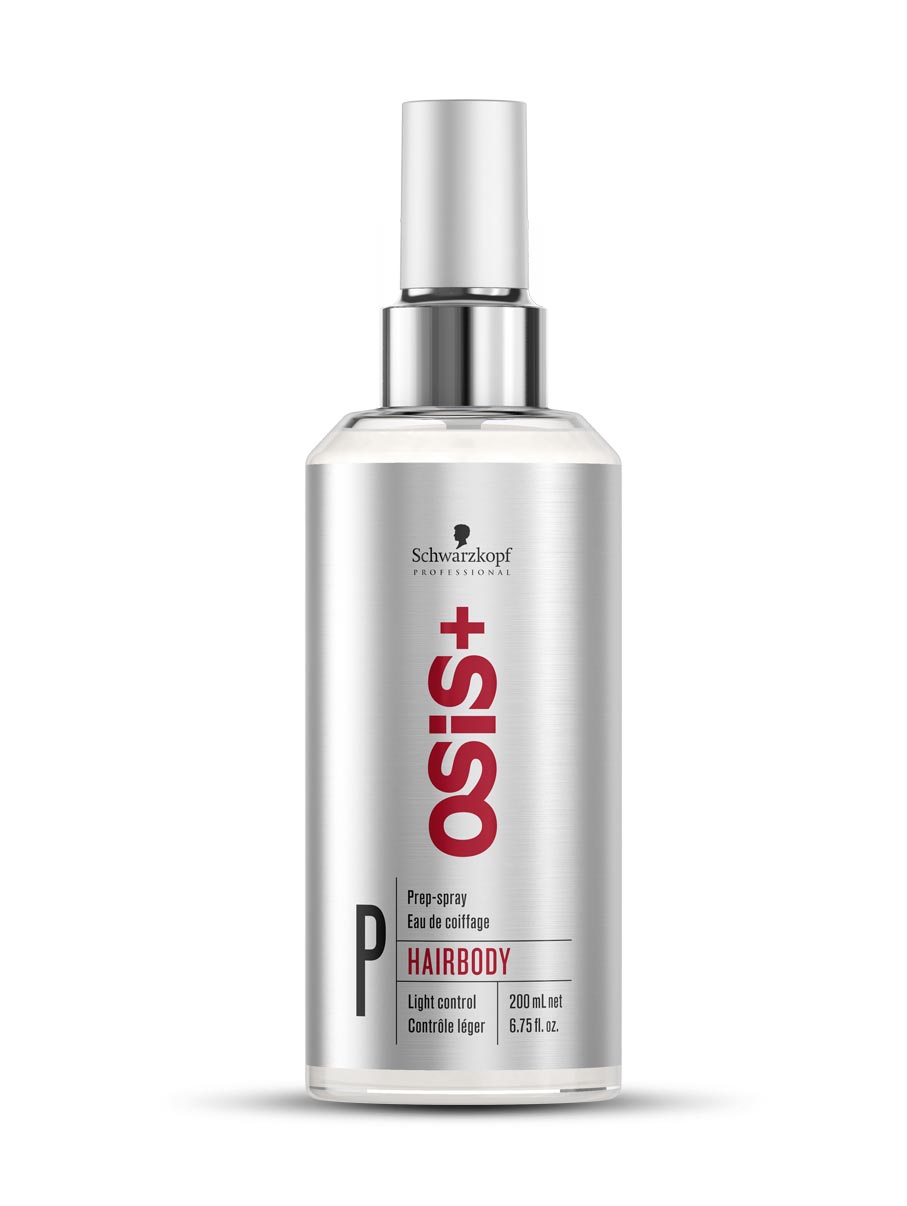 Schwarzkopf
PROFESSIONAL
OSiS+
P
Prep-spray
Eau de coiffage
HAIRBODY
Light control
Contrôle léger
200 mL net
6.75 fl. oz.